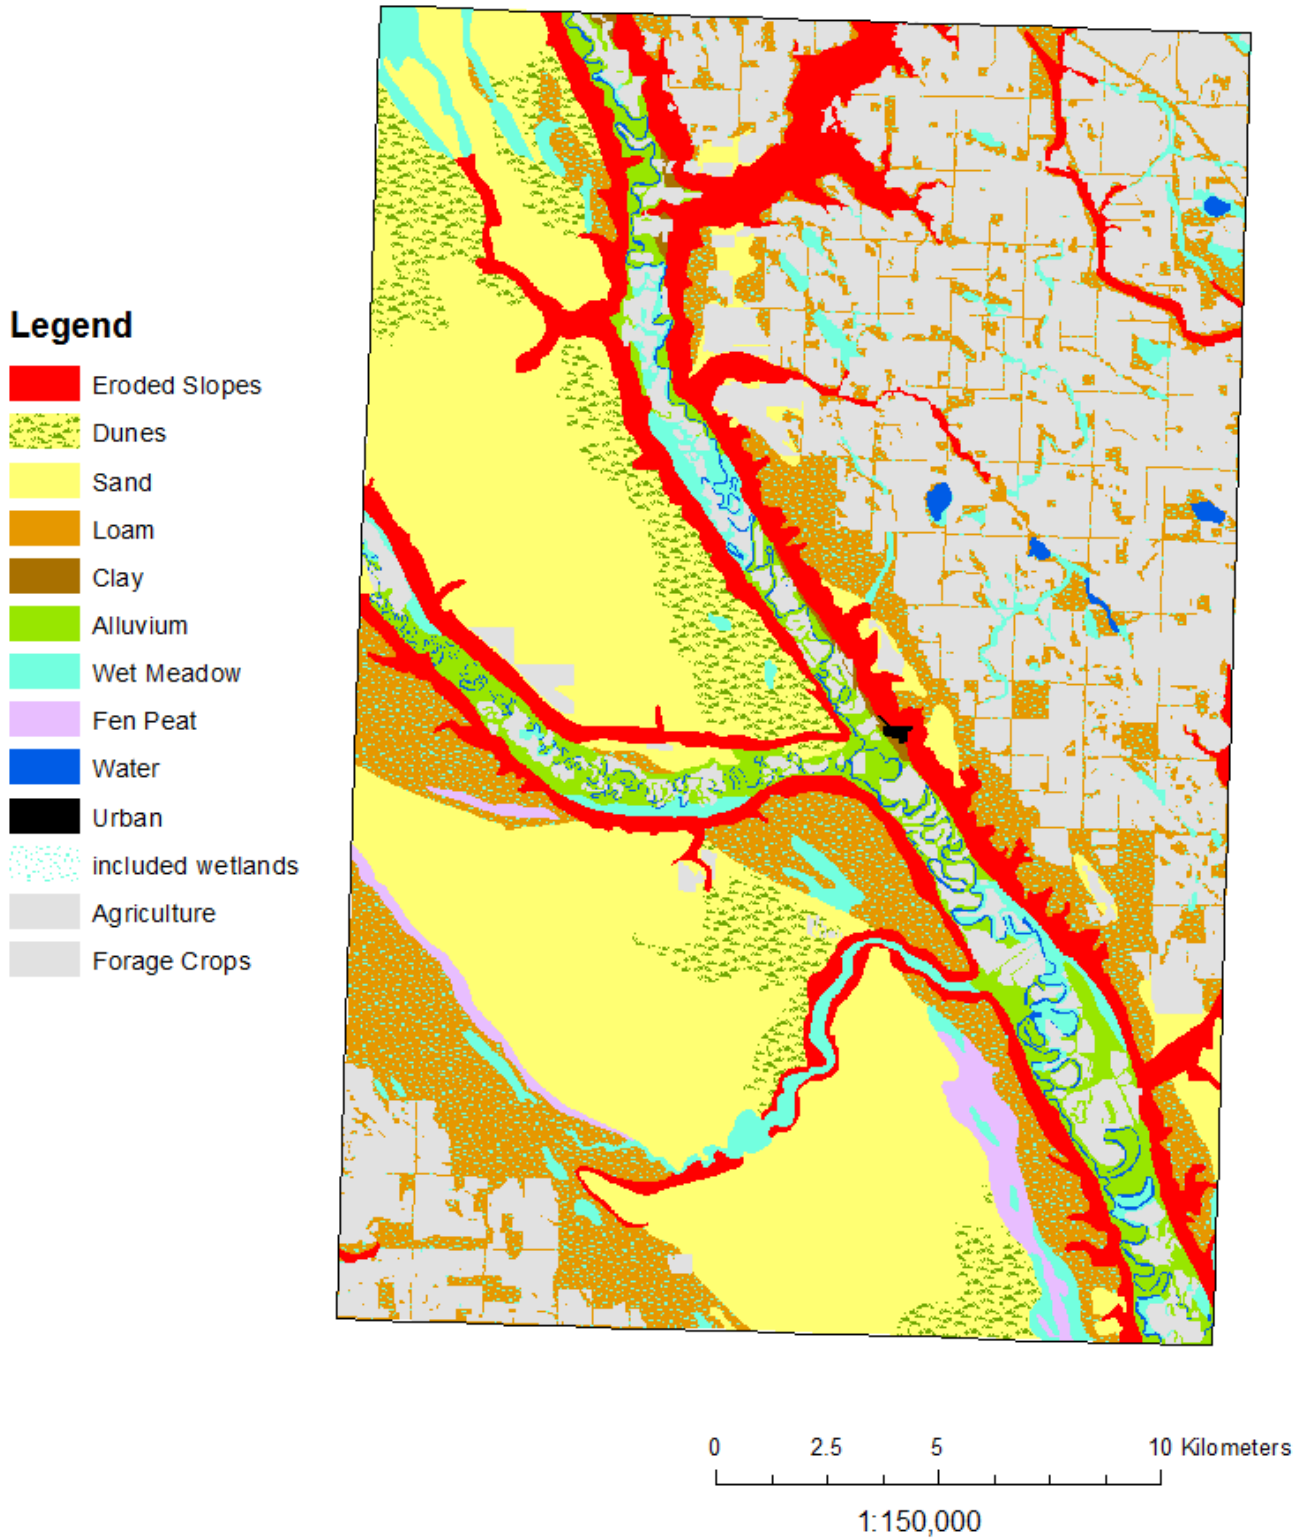 Legend
Eroded Slopes
Dunes
Sand
Loam
Clay
Alluvium
Wet Meadow
Fen Peat
Water
Urban
included wetlands
Agriculture
Forage Crops
0 2.5 5 10 Kilometers
1:150,000